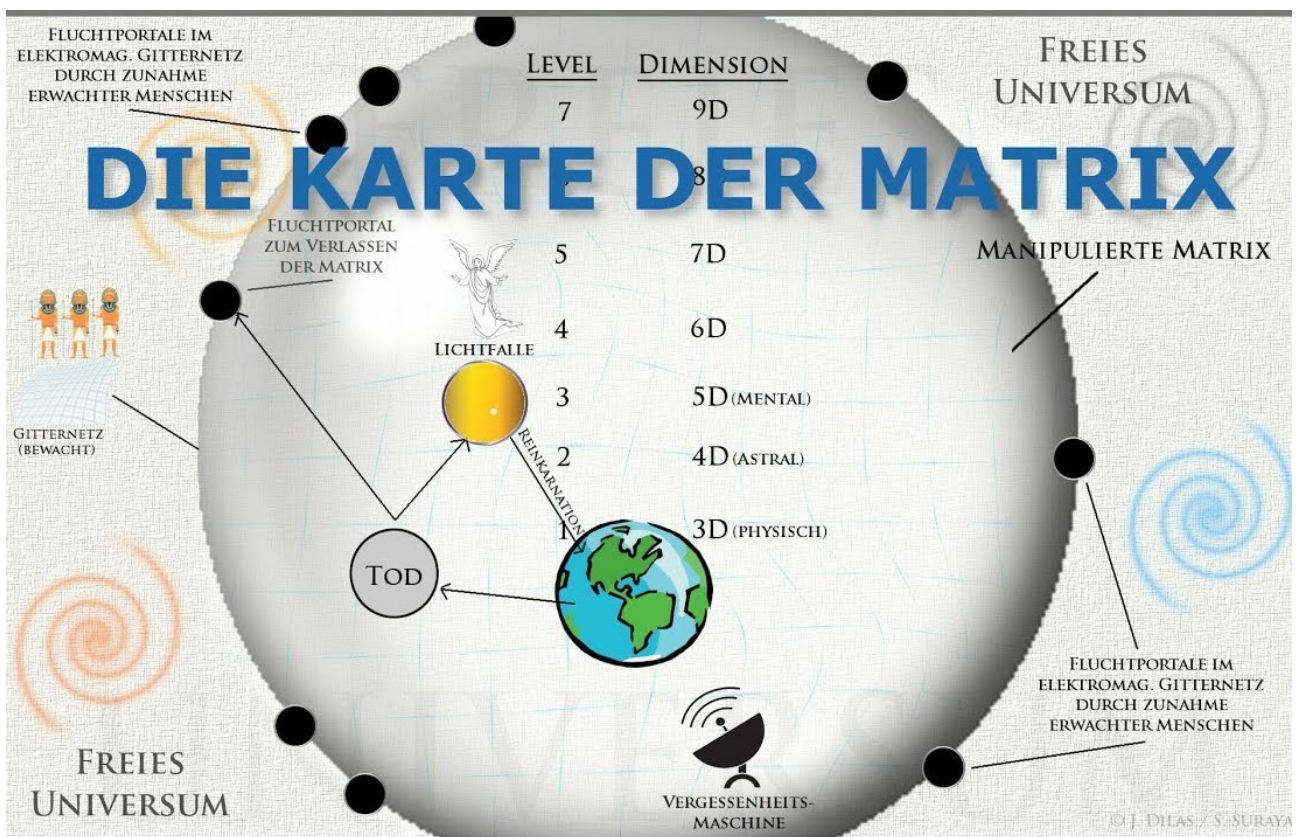 FLUCHTPORTALE IM
ELEKTROMAG. GITTERNETZ
DURCH ZUNAHME
ERWACHTER MENSCHEN
LEVEL DIMENSION
FREIES
UNIVERSUM
7 9D
DIE KARTE DER MATRIX
8
FLUCHTPORTAL
ZUM VERLASSEN
DER MATRIX
5 7D
MANIPULIERTE MATRIX
4 6D
LICHTFALLE
3 5D (MENTAL)
GITTERNETZ
(BEWACHT)
REINKARNATION
2 4D (ASTRAL)
1 3D (PHYSISCH)
TOD
FLUCHTPORTALE IM
ELEKTROMAG. GITTERNETZ
DURCH ZUNAHME
ERWACHTER MENSCHEN
FREIES
UNIVERSUM
VERGESSENHEITS-
MASCHINE
© J. DILAS / S. SURAYA